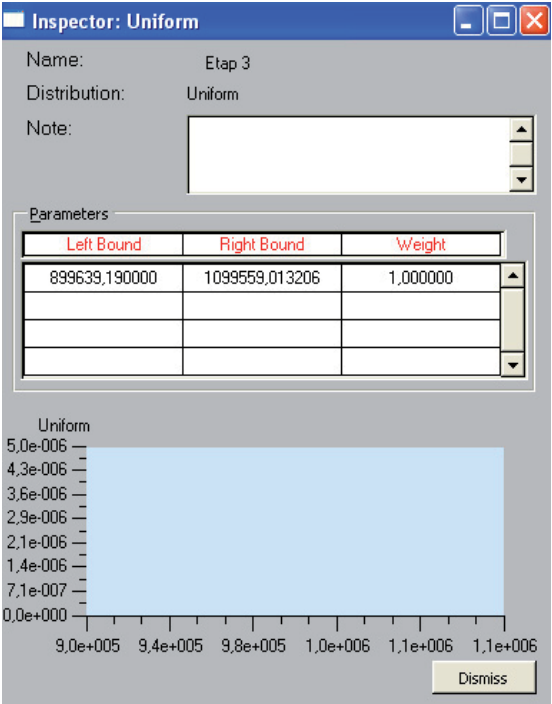 Inspector: Uniform
Name: Etap 3
Distribution: Uniform
Note:
Parameters
Left Bound Right Bound Weight
899639,190000 1099559,013206 1,000000
Uniform
5,0e-006
4,3e-006
3,6e-006
2,9e-006
2,1e-006
1,4e-006
7,1e-007
0,0e+000
9,0e+005 9,4e+005 9,8e+005 1,0e+006 1,1e+006 1,1e+006
Dismiss